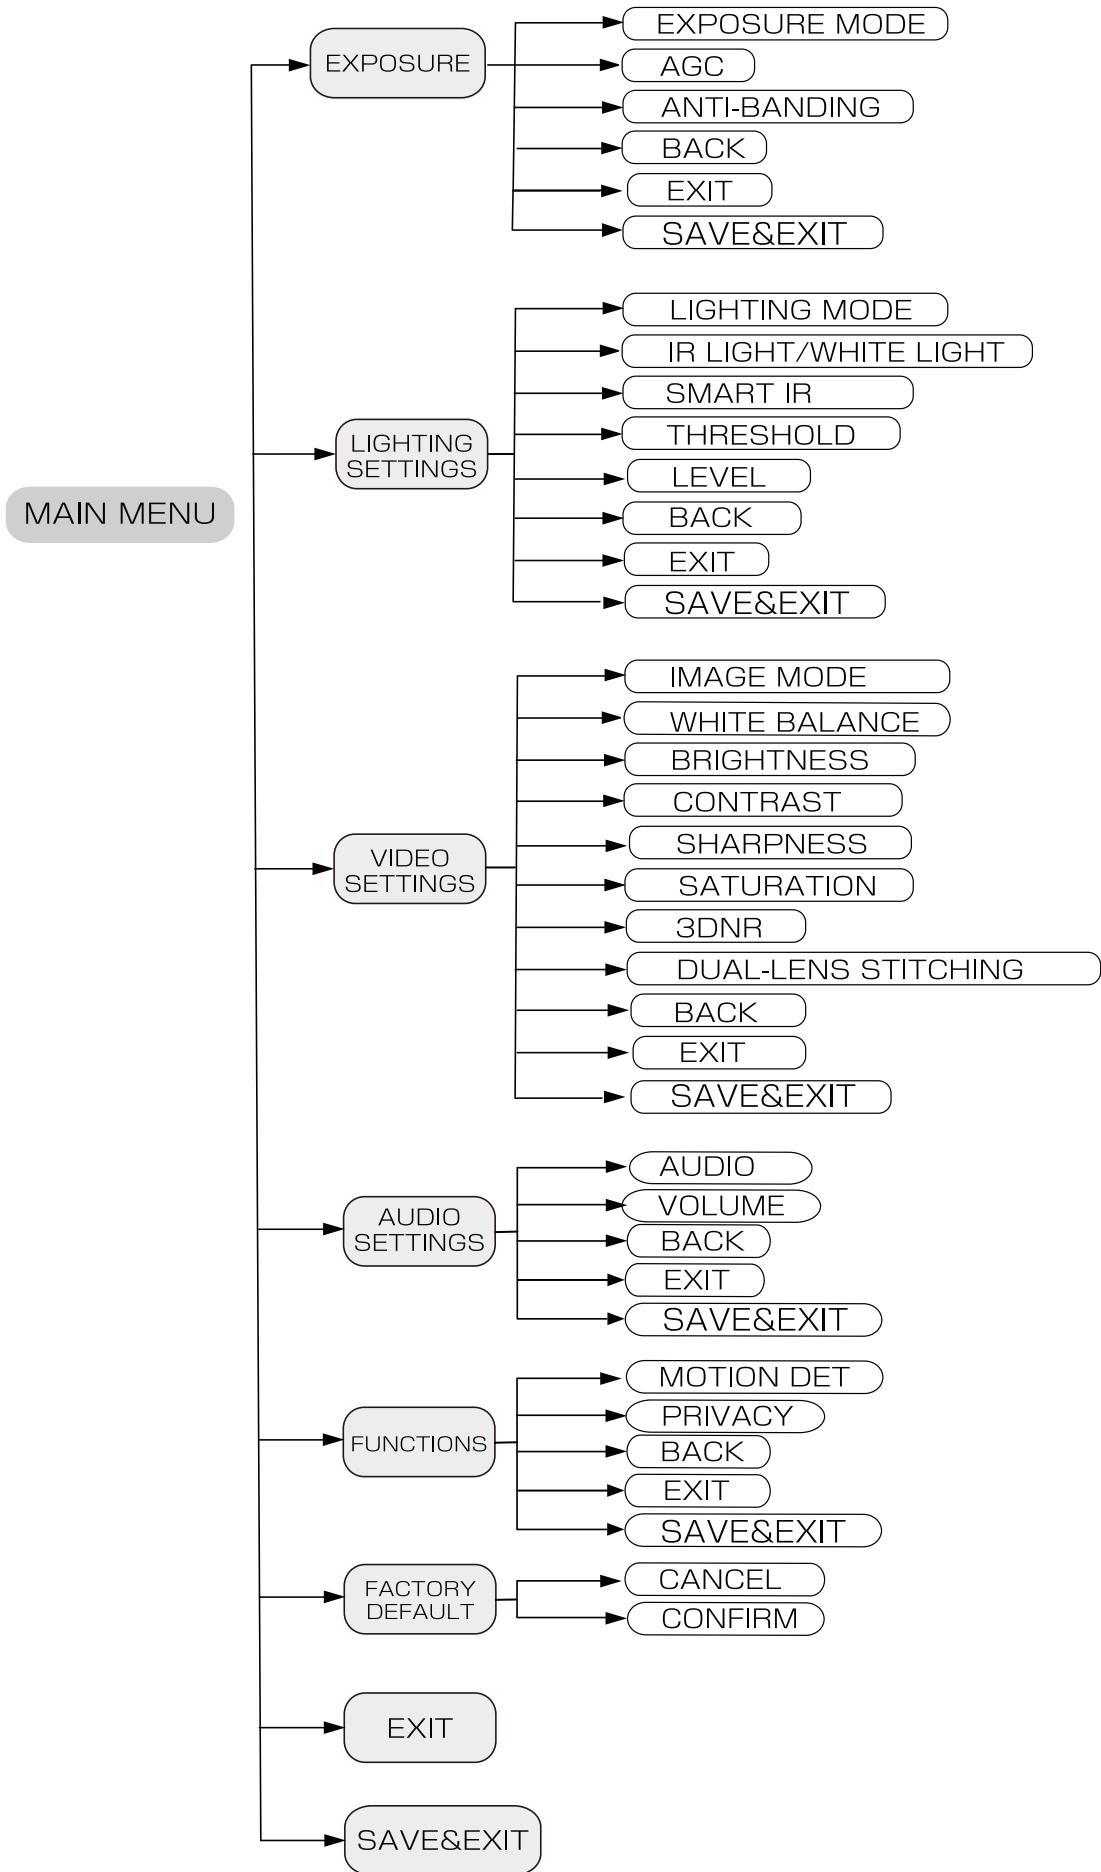 MAIN MENU
EXPOSURE
EXPOSURE MODE
AGC
ANTI-BANDING
BACK
EXIT
SAVE&EXIT
LIGHTING
SETTINGS
LIGHTING MODE
IR LIGHT/WHITE LIGHT
SMART IR
THRESHOLD
LEVEL
BACK
EXIT
SAVE&EXIT
VIDEO
SETTINGS
IMAGE MODE
WHITE BALANCE
BRIGHTNESS
CONTRAST
SHARPNESS
SATURATION
3DNR
DUAL-LENS STITCHING
BACK
EXIT
SAVE&EXIT
AUDIO
SETTINGS
AUDIO
VOLUME
BACK
EXIT
SAVE&EXIT
FUNCTIONS
MOTION DET
PRIVACY
BACK
EXIT
SAVE&EXIT
FACTORY
DEFAULT
CANCEL
CONFIRM
EXIT
SAVE&EXIT